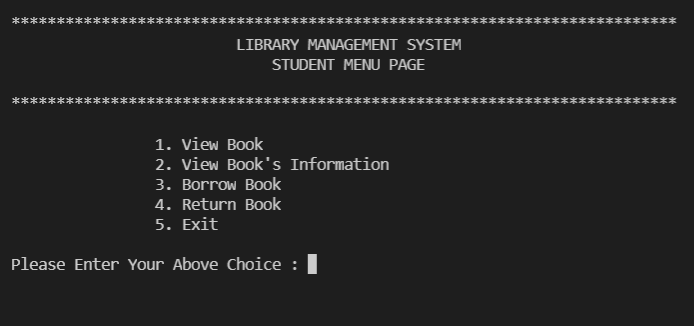 **************************************************************************
LIBRARY MANAGEMENT SYSTEM
STUDENT MENU PAGE
**************************************************************************
1. View Book
2. View Book's Information
3. Borrow Book
4. Return Book
5. Exit
Please Enter Your Above Choice :